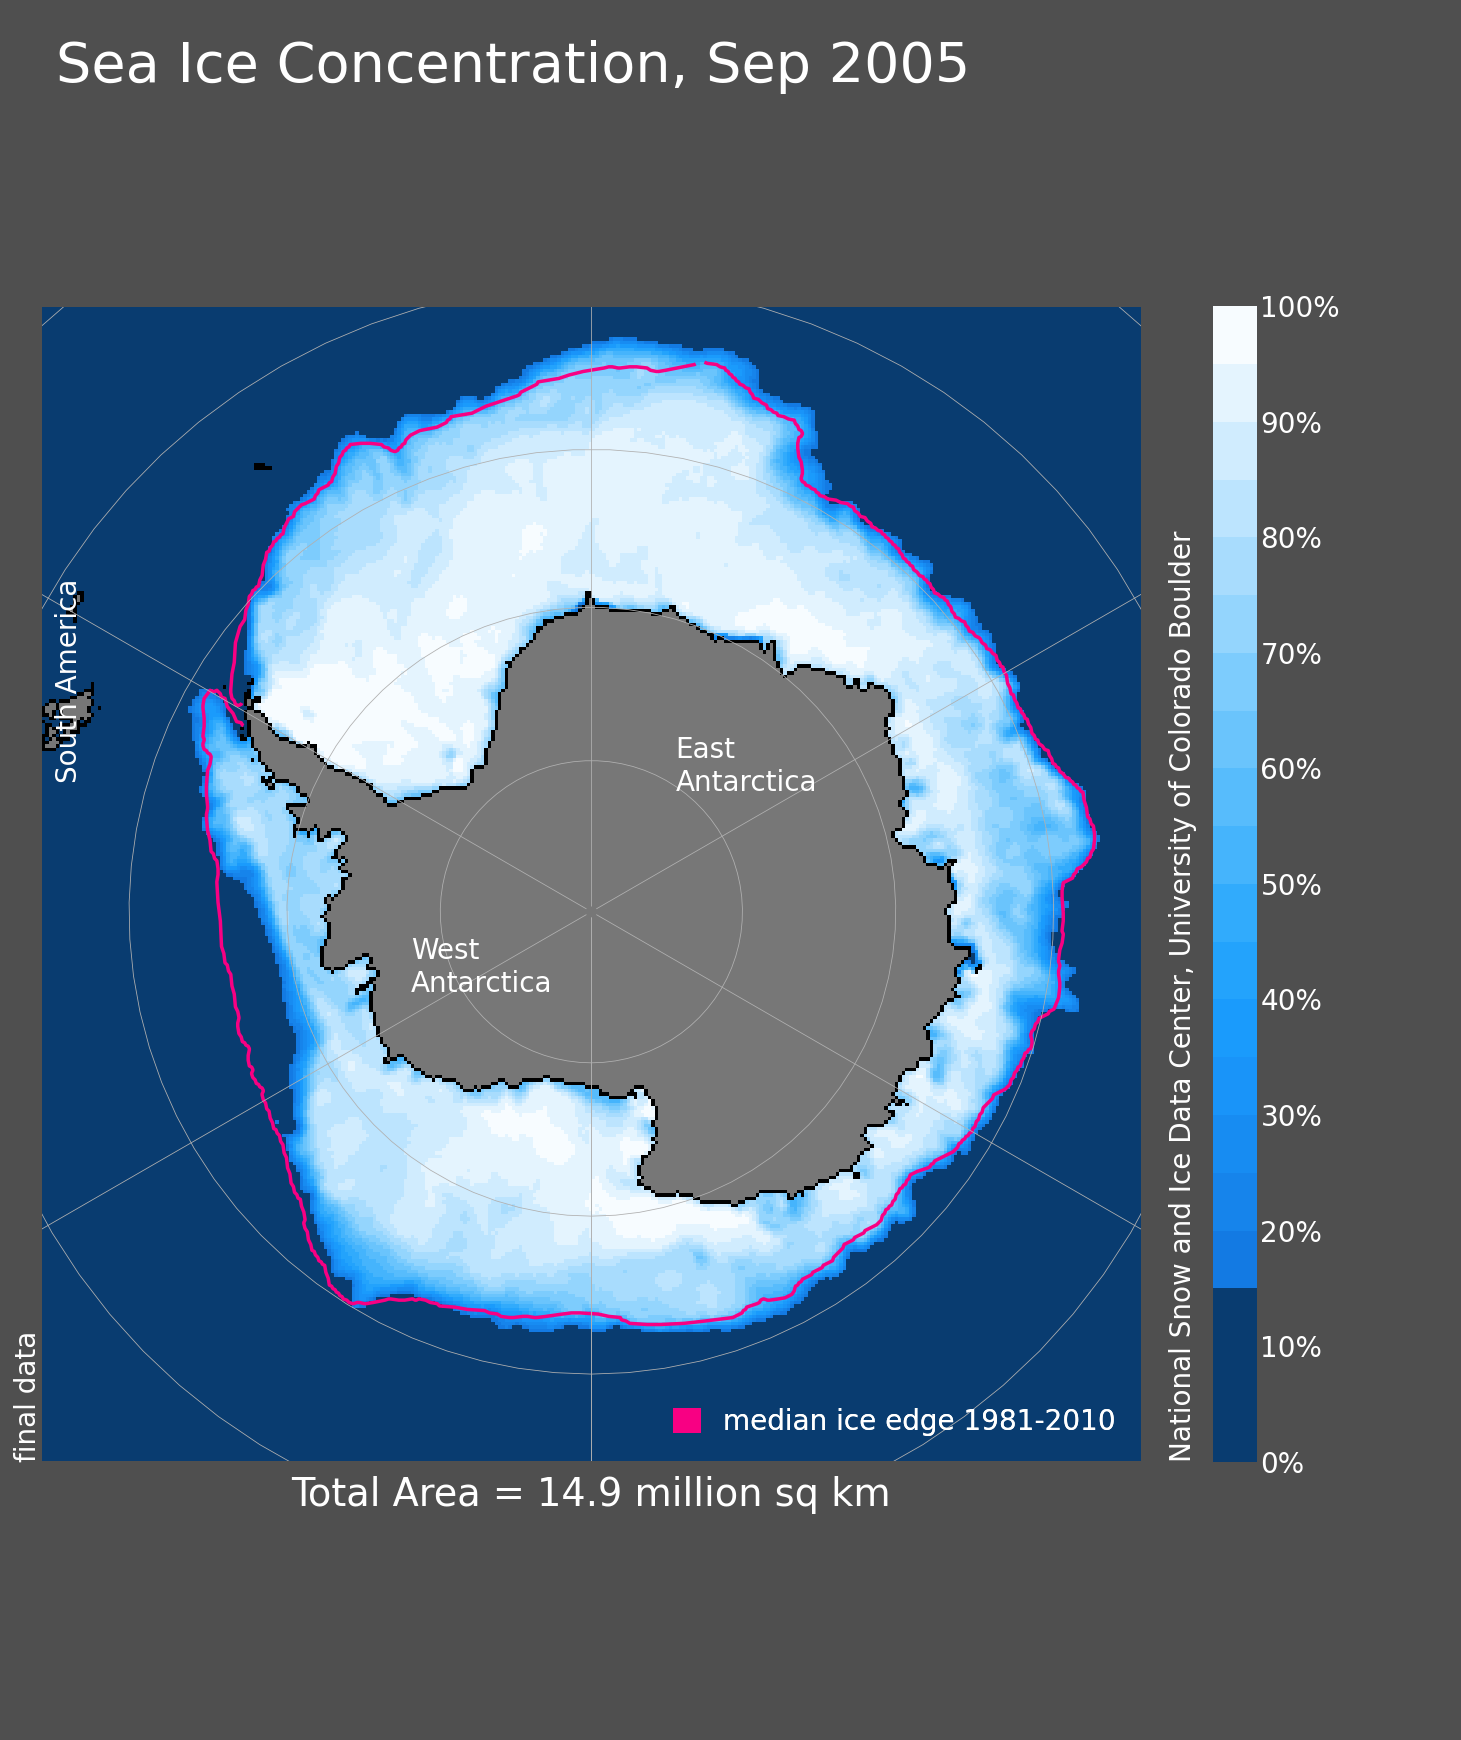 Sea Ice Concentration, Sep 2005
South America
East
Antarctica
West
Antarctica
final data
median ice edge 1981-2010
Total Area = 14.9 million sq km
National Snow and Ice Data Center, University of Colorado Boulder
100%
90%
80%
70%
60%
50%
40%
30%
20%
10%
0%